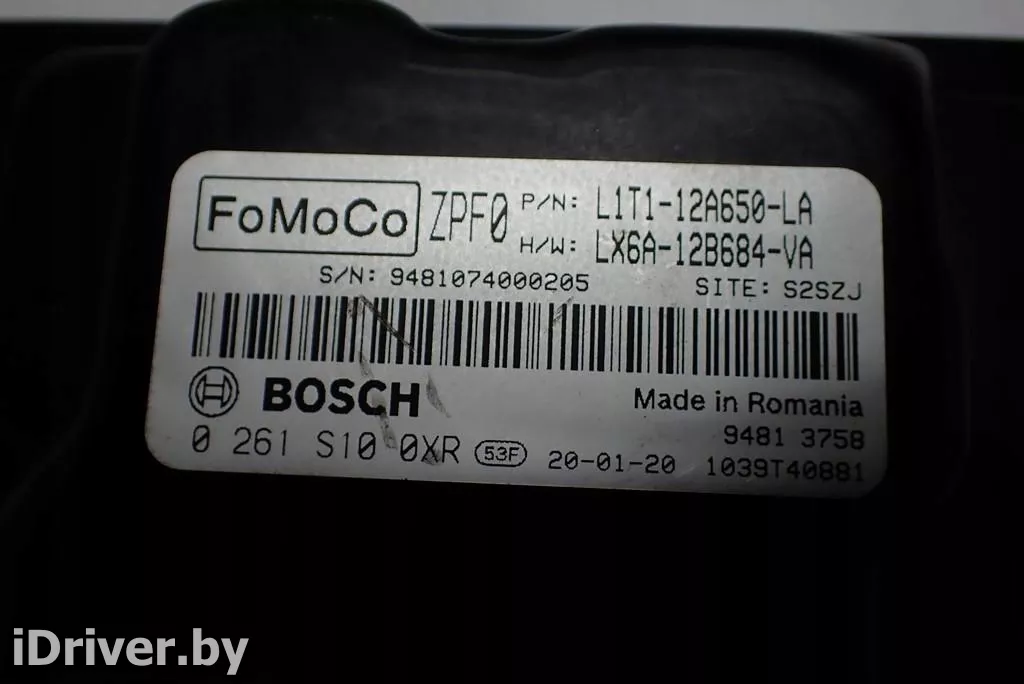 FoMoCo ZPF0 P/N: L1T1-12A650-LA
H/W: LX6A-12B684-VA
S/N: 9481074000205 SITE: S2SZJ
BOSCH Made in Romania
9481 3758
0 261 S10 0XR 53F 20-01-20 1039T40881
iDriver.by